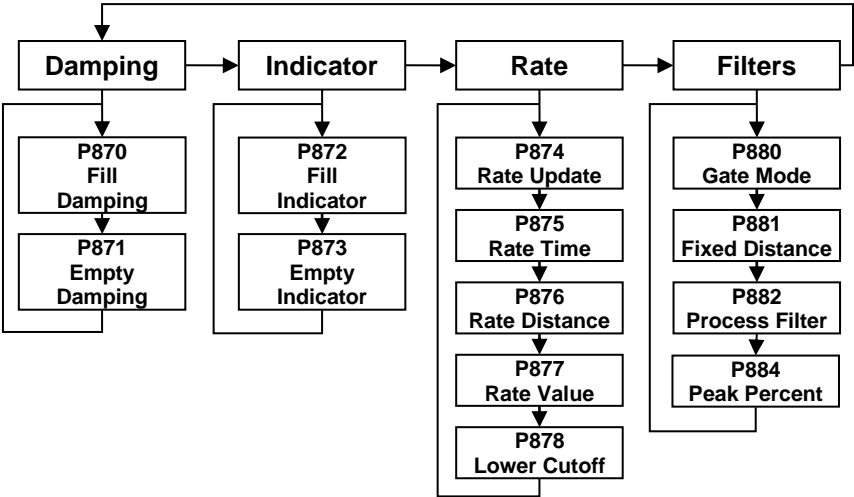 Damping
Indicator
Rate
Filters
P870
Fill
Damping
P871
Empty
Damping
P872
Fill
Indicator
P873
Empty
Indicator
P874
Rate Update
P875
Rate Time
P876
Rate Distance
P877
Rate Value
P878
Lower Cutoff
P880
Gate Mode
P881
Fixed Distance
P882
Process Filter
P884
Peak Percent